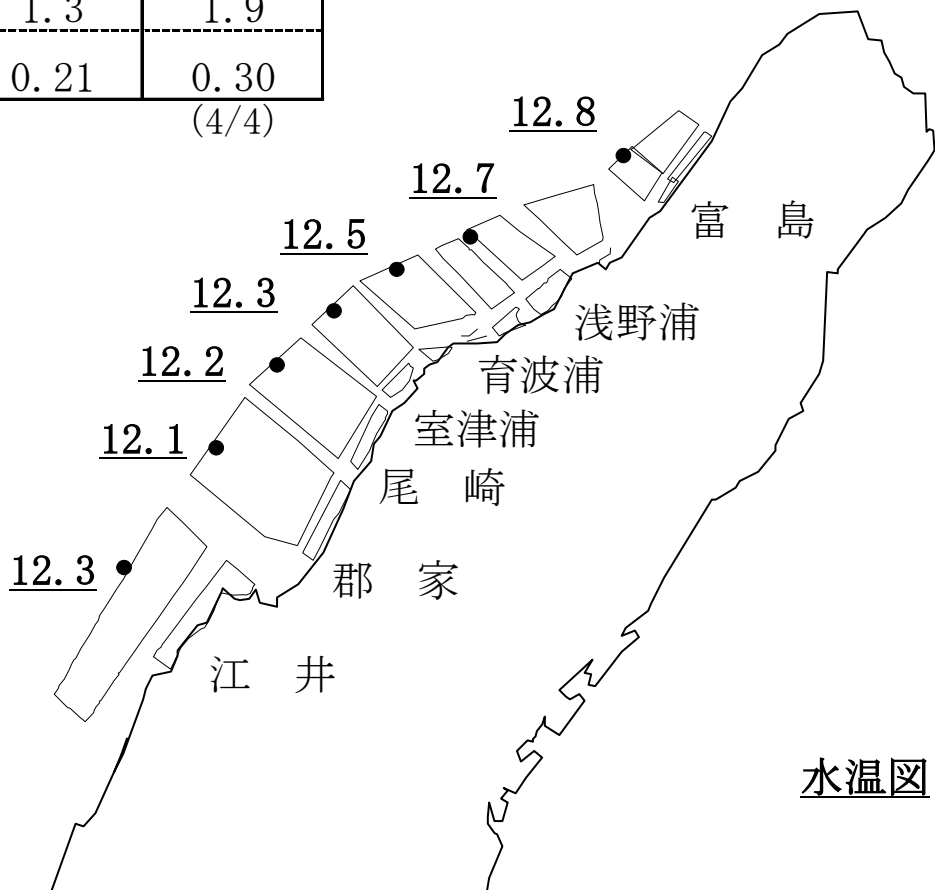 1.3 1.9
0.21 0.30
(4/4)
12.8
12.7
富 島
12.5
12.3
浅野浦
12.2
育波浦
12.1
室津浦
尾 崎
12.3
郡 家
江 井
水温図